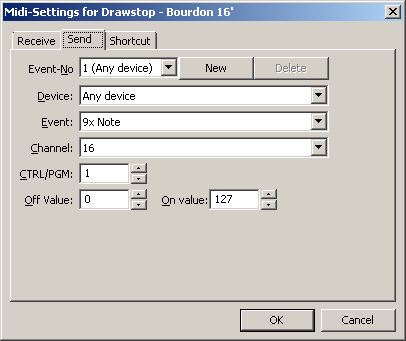 Midi-Settings for Drawstop - Bourdon 16'
Receive Send Shortcut
Event-No 1 (Any device) New Delete
Device: Any device
Event: 9x Note
Channel: 16
CTRL/PGM: 1
Off Value: 0 On value: 127
OK Cancel